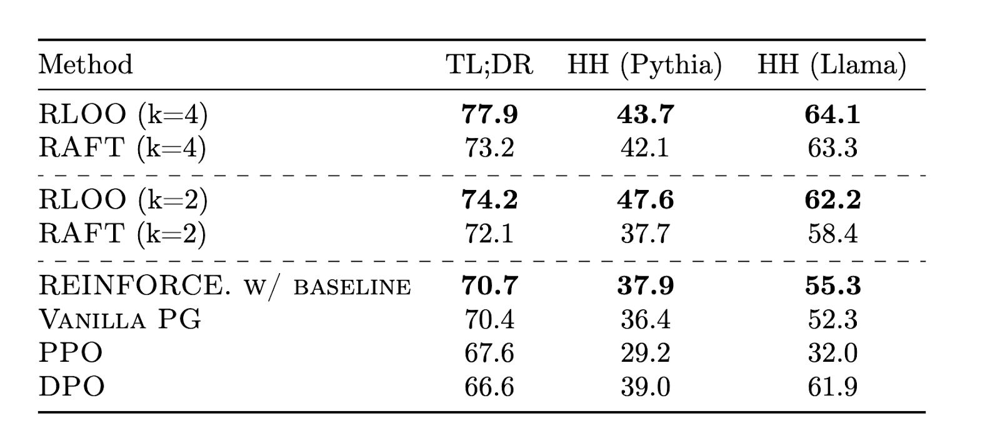 Method TL;DR HH (Pythia) HH (Llama)
RLOO (k=4) 77.9 43.7 64.1
RAFT (k=4) 73.2 42.1 63.3
RLOO (k=2) 74.2 47.6 62.2
RAFT (k=2) 72.1 37.7 58.4
REINFORCE. W/ BASELINE 70.7 37.9 55.3
VANILLA PG 70.4 36.4 52.3
PPO 67.6 29.2 32.0
DPO 66.6 39.0 61.9